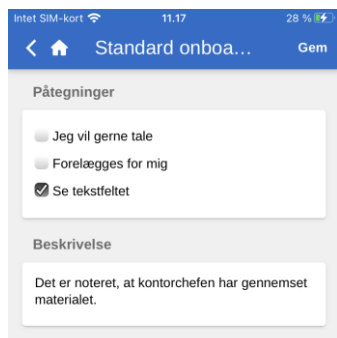 Intet SIM-kort 11.17 28 %
Standard onboa... Gem
Påtegninger
Jeg vil gerne tale
Forelægges for mig
Se tekstfeltet
Beskrivelse
Det er noteret, at kontorchefen har gennemset
materialet.